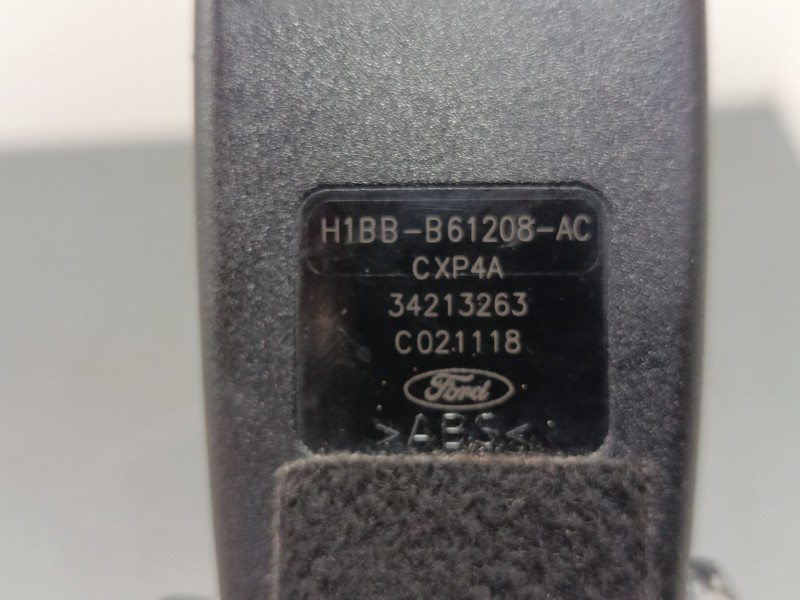 H1BB-B61208-AC
CXP4A
34213263
C021118
Ford
>ABS<